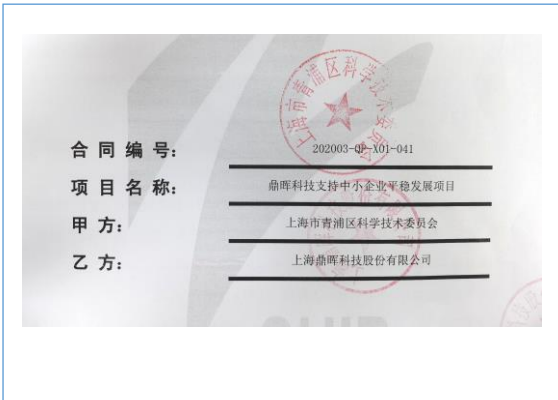 上海市青浦区科学技术委员会
合同编号：
202003-QP-X01-041
项目名称：
鼎晖科技支持中小企业平稳发展项目
甲方：
上海市青浦区科学技术委员会
乙方：
上海鼎晖科技股份有限公司